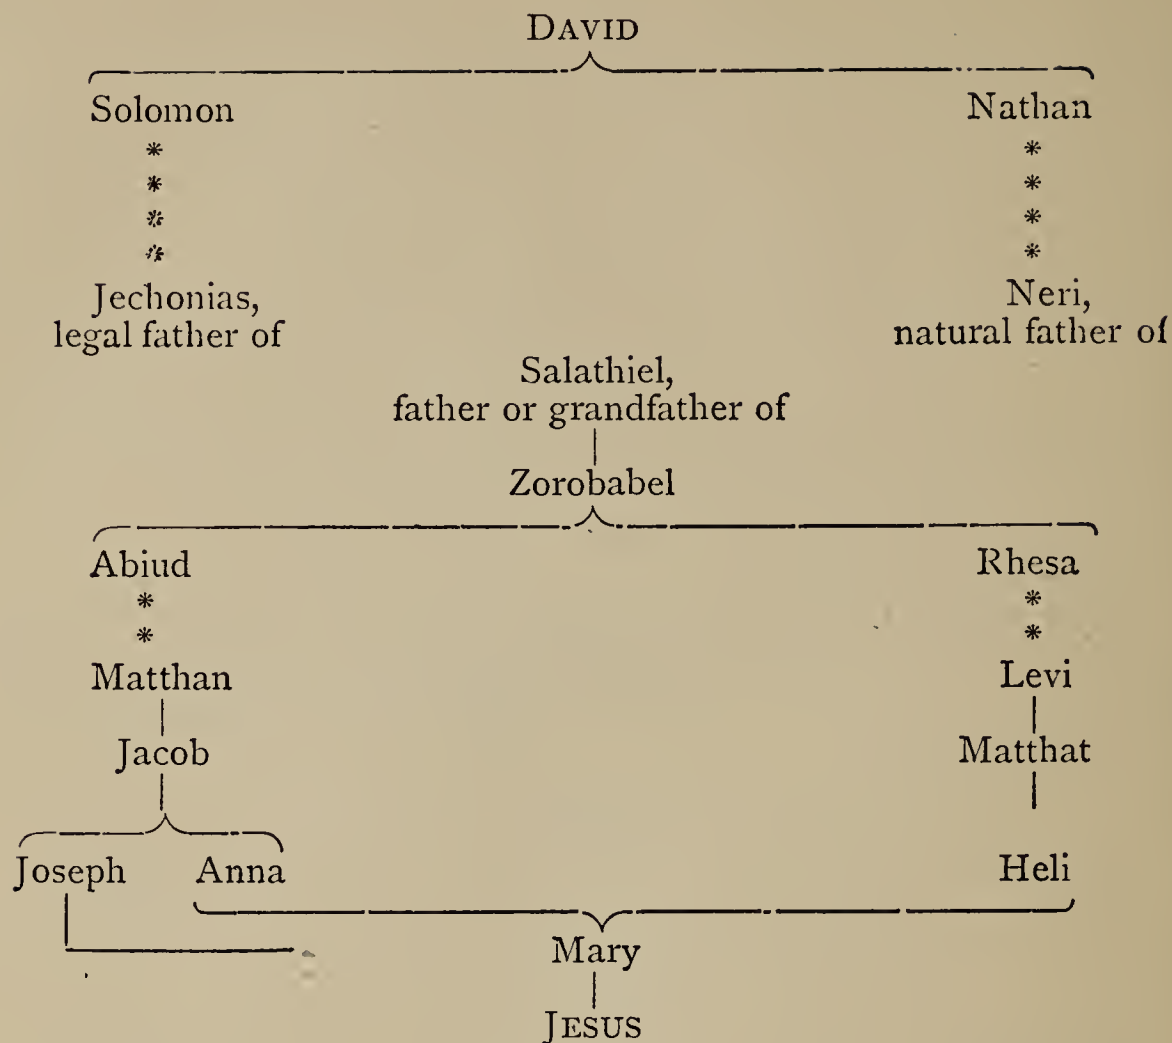 DAVID
Solomon Nathan
* *
* *
* *
* *
Jechonias, Neri,
legal father of natural father of
Salathiel,
father or grandfather of
Zorobabel
Abiud Rhesa
* *
* *
Matthan Levi
Jacob Matthat
Joseph Anna Heli
Mary
JESUS